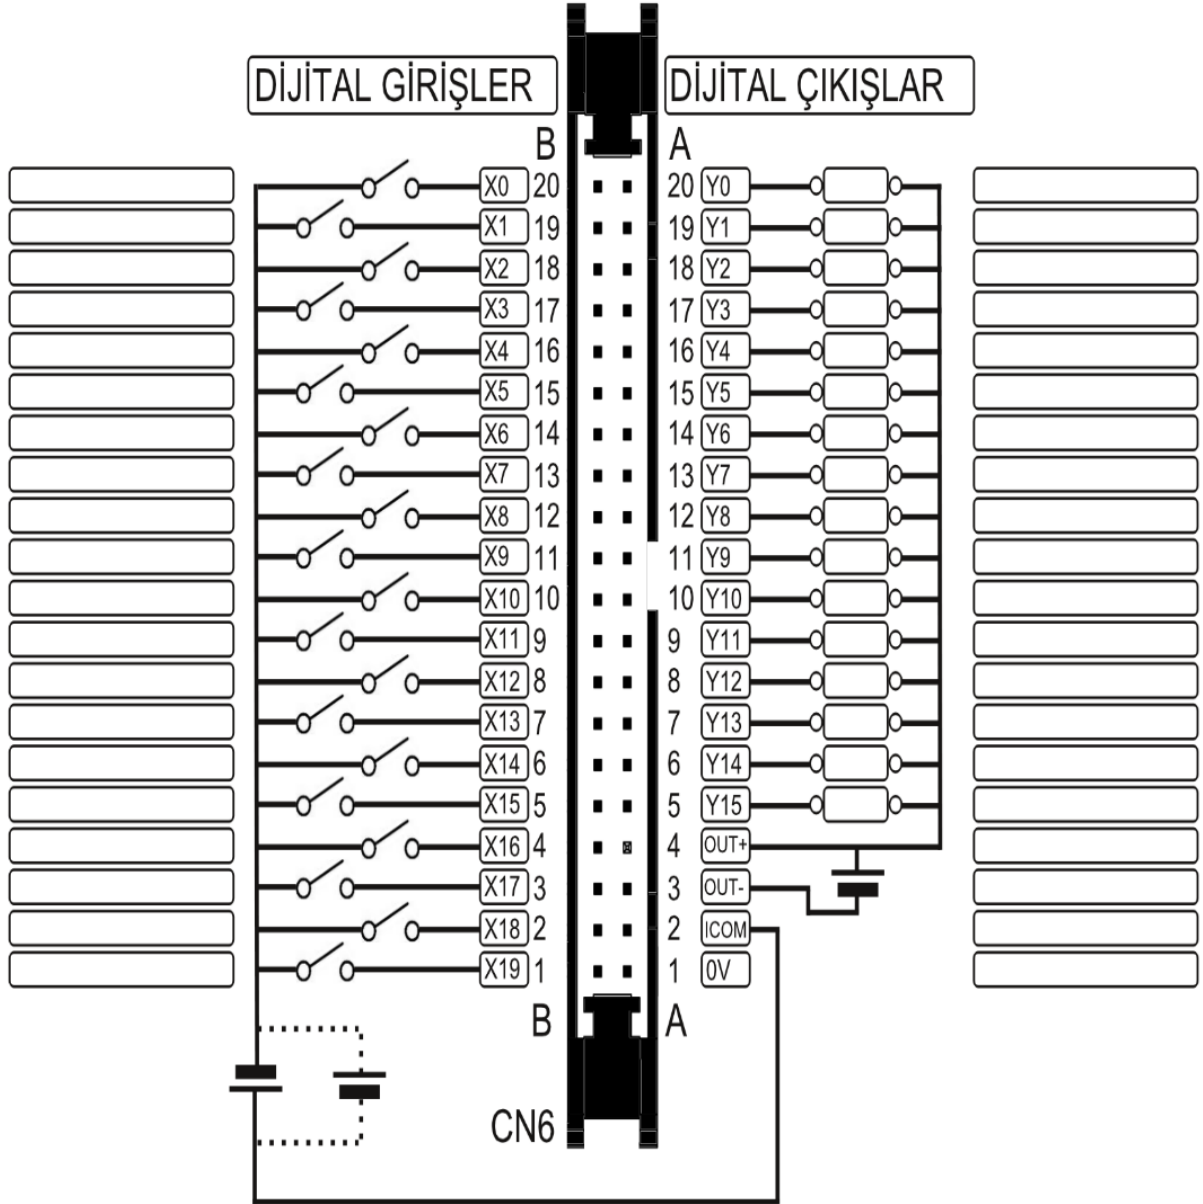 DİJİTAL GİRİŞLER DİJİTAL ÇIKIŞLAR
B A
X0 20 20 Y0
X1 19 19 Y1
X2 18 18 Y2
X3 17 17 Y3
X4 16 16 Y4
X5 15 15 Y5
X6 14 14 Y6
X7 13 13 Y7
X8 12 12 Y8
X9 11 11 Y9
X10 10 10 Y10
X11 9 9 Y11
X12 8 8 Y12
X13 7 7 Y13
X14 6 6 Y14
X15 5 5 Y15
X16 4 4 OUT+
X17 3 3 OUT-
X18 2 2 ICOM
X19 1 1 0V
B A
CN6